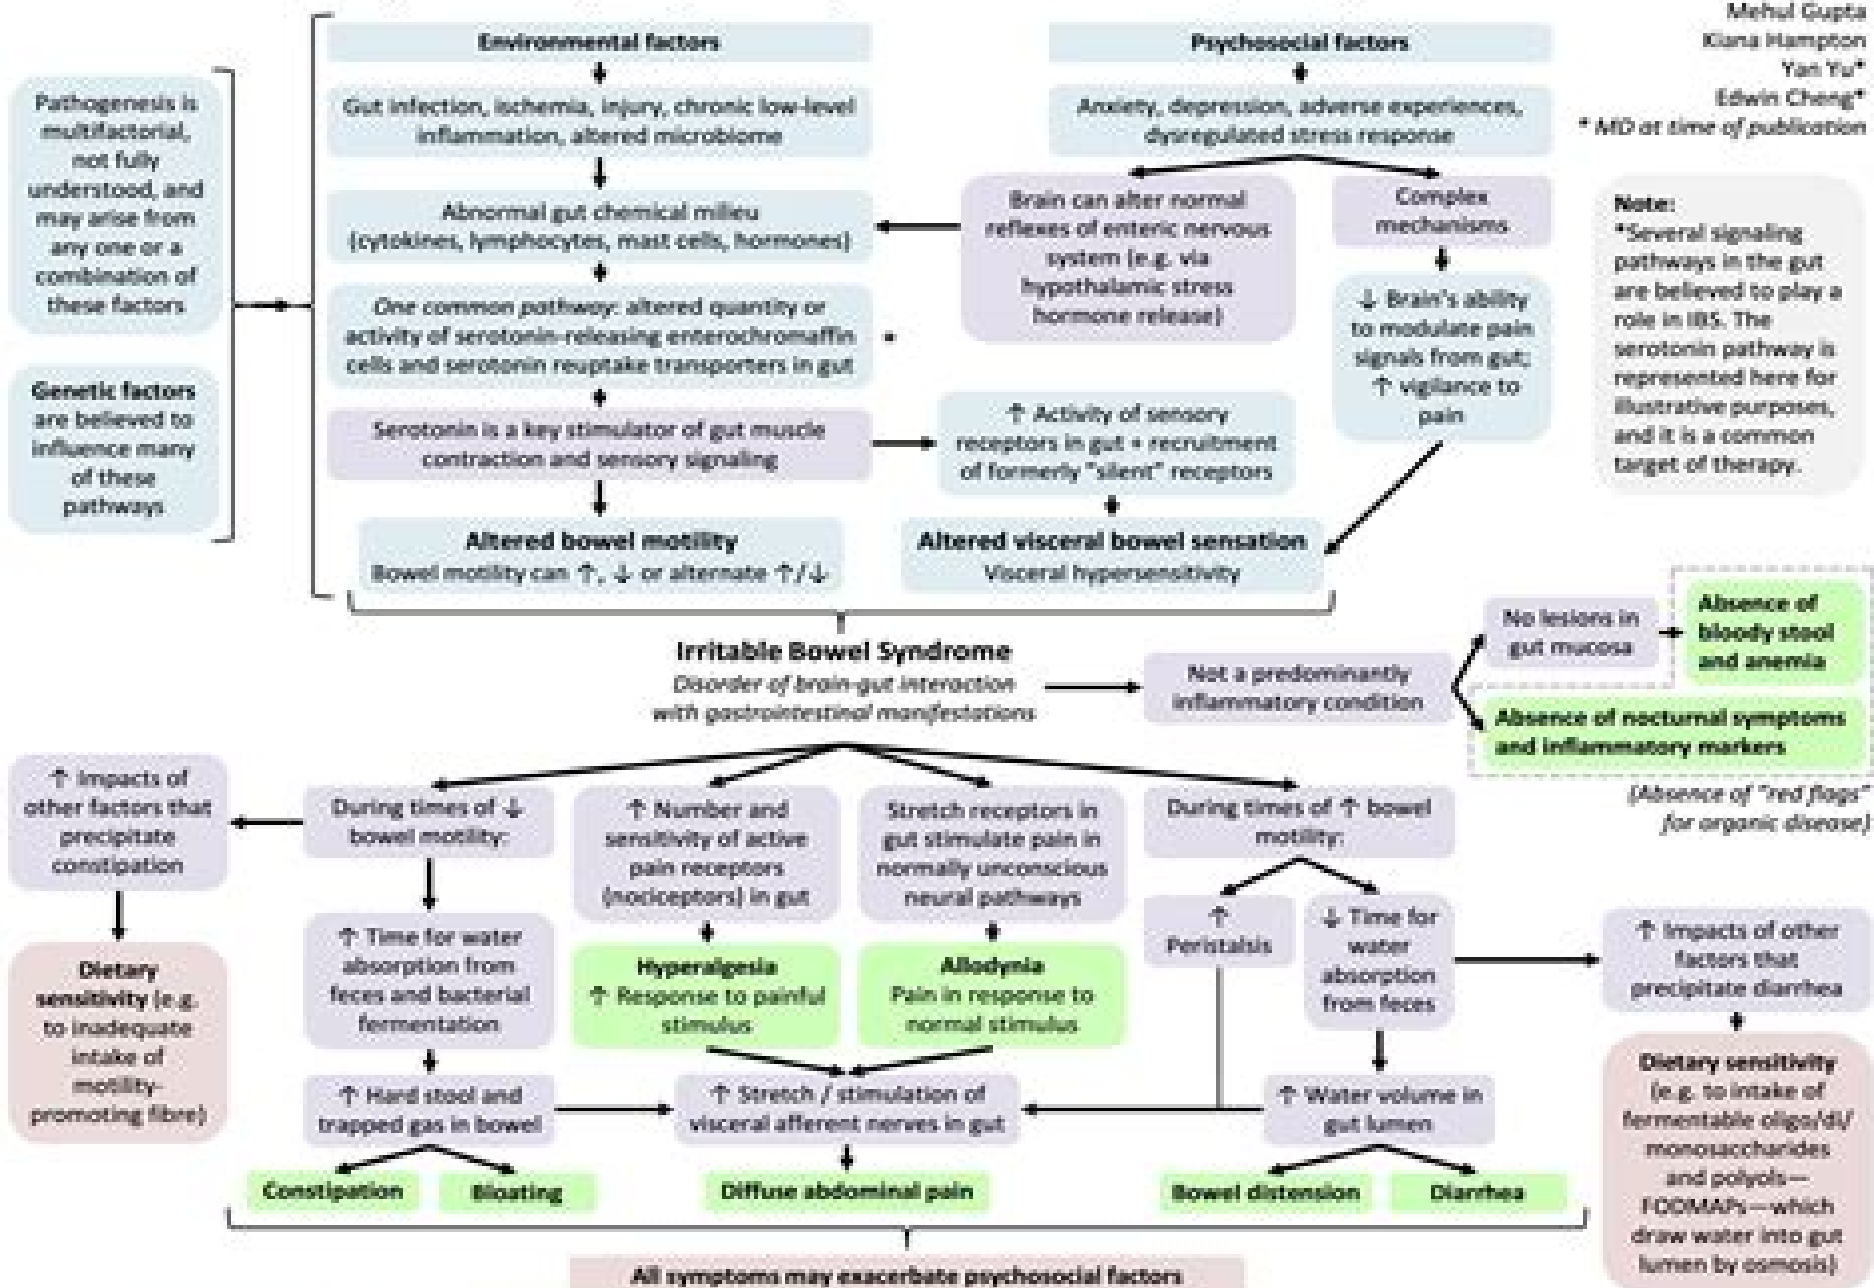 Mehul Gupta
Kiana Hampton
Yan Yu*
Edwin Cheng*
* MD at time of publication
Pathogenesis is
multifactorial,
not fully
understood, and
may arise from
any one or a
combination of
these factors
Genetic factors
are believed to
influence many
of these
pathways
Environmental factors
Gut infection, ischemia, injury, chronic low-level
inflammation, altered microbiome
Abnormal gut chemical milieu
(cytokines, lymphocytes, mast cells, hormones)
One common pathway: altered quantity or
activity of serotonin-releasing enterochromaffin
cells and serotonin reuptake transporters in gut
*
Serotonin is a key stimulator of gut muscle
contraction and sensory signaling
Altered bowel motility
Bowel motility can ↑, ↓ or alternate ↑/↓
Psychosocial factors
Anxiety, depression, adverse experiences,
dysregulated stress response
Brain can alter normal
reflexes of enteric nervous
system (e.g. via
hypothalamic stress
hormone release)
Complex
mechanisms
↓ Brain's ability
to modulate pain
signals from gut;
↑ vigilance to
pain
↑ Activity of sensory
receptors in gut + recruitment
of formerly "silent" receptors
Altered visceral bowel sensation
Visceral hypersensitivity
Note:
*Several signaling
pathways in the gut
are believed to play a
role in IBS. The
serotonin pathway is
represented here for
illustrative purposes,
and it is a common
target of therapy.
Irritable Bowel Syndrome
Disorder of brain-gut interaction
with gastrointestinal manifestations
Not a predominantly
inflammatory condition
No lesions in
gut mucosa
Absence of
bloody stool
and anemia
Absence of nocturnal symptoms
and inflammatory markers
(Absence of "red flags"
for organic disease)
↑ Impacts of
other factors that
precipitate
constipation
Dietary
sensitivity (e.g.
to inadequate
intake of
motility-
promoting fibre)
During times of ↓
bowel motility:
↑ Time for water
absorption from
feces and bacterial
fermentation
↑ Hard stool and
trapped gas in bowel
Constipation
Bloating
↑ Number and
sensitivity of active
pain receptors
(nociceptors) in gut
Hyperalgesia
↑ Response to painful
stimulus
Stretch receptors in
gut stimulate pain in
normally unconscious
neural pathways
Allodynia
Pain in response to
normal stimulus
↑ Stretch / stimulation of
visceral afferent nerves in gut
Diffuse abdominal pain
During times of ↑ bowel
motility:
↑
Peristalsis
↓ Time for
water
absorption
from feces
↑ Water volume in
gut lumen
Bowel distension
Diarrhea
↑ Impacts of other
factors that
precipitate diarrhea
Dietary sensitivity
(e.g. to intake of
fermentable oligo/di/
monosaccharides
and polyols—
FODMAPs—which
draw water into gut
lumen by osmosis)
All symptoms may exacerbate psychosocial factors